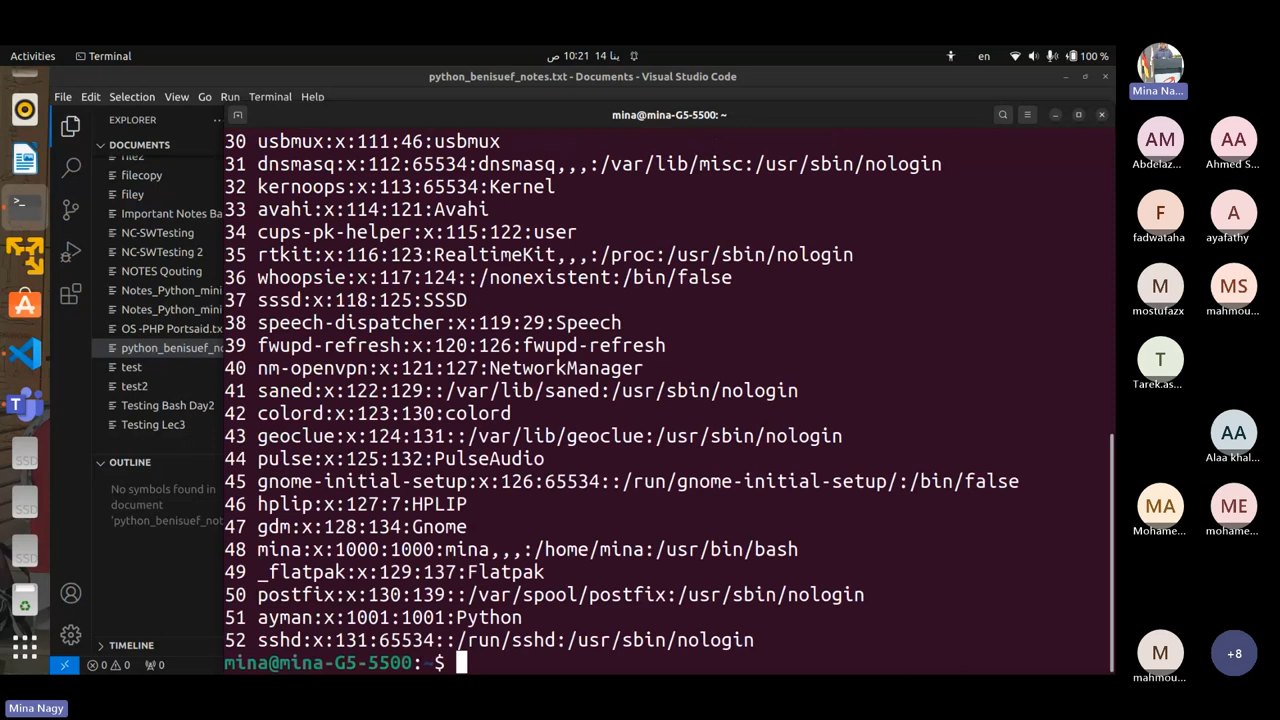 Activities
Terminal
ص 10:21 14 ينا
en
100 %
python_benisuef_notes.txt - Documents - Visual Studio Code
File Edit Selection View Go Run Terminal Help
EXPLORER
DOCUMENTS
file2
filecopy
filey
Important Notes Ba
NC-SWTesting
NC-SWTesting 2
NOTES Qouting
Notes_Python_mini
Notes_Python_mini
OS -PHP Portsaid.tx
python_benisuef_no
test
test2
Testing Bash Day2
Testing Lec3
OUTLINE
No symbols found in
document
'python_benisuef_not
TIMELINE
0 0 0
mina@mina-G5-5500: ~
30 usbmux:x:111:46:usbmux
31 dnsmasq:x:112:65534:dnsmasq,,,:/var/lib/misc:/usr/sbin/nologin
32 kernoops:x:113:65534:Kernel
33 avahi:x:114:121:Avahi
34 cups-pk-helper:x:115:122:user
35 rtkit:x:116:123:RealtimeKit,,,:/proc:/usr/sbin/nologin
36 whoopsie:x:117:124::/nonexistent:/bin/false
37 sssd:x:118:125:SSSD
38 speech-dispatcher:x:119:29:Speech
39 fwupd-refresh:x:120:126:fwupd-refresh
40 nm-openvpn:x:121:127:NetworkManager
41 saned:x:122:129::/var/lib/saned:/usr/sbin/nologin
42 colord:x:123:130:colord
43 geoclue:x:124:131::/var/lib/geoclue:/usr/sbin/nologin
44 pulse:x:125:132:PulseAudio
45 gnome-initial-setup:x:126:65534::/run/gnome-initial-setup/:/bin/false
46 hplip:x:127:7:HPLIP
47 gdm:x:128:134:Gnome
48 mina:x:1000:1000:mina,,,:/home/mina:/usr/bin/bash
49 _flatpak:x:129:137:Flatpak
50 postfix:x:130:139::/var/spool/postfix:/usr/sbin/nologin
51 ayman:x:1001:1001:Python
52 sshd:x:131:65534::/run/sshd:/usr/sbin/nologin
mina@mina-G5-5500:~$
SSD
SSD
SSD
Mina Na...
AM AA
Abdelaz... Ahmed S...
F A
fadwataha ayafathy
M MS
mostufazx mahmou...
T
Tarek.as...
AA
Alaa khal...
MA ME
Mohame... mohame...
M +8
mahmou...
Mina Nagy